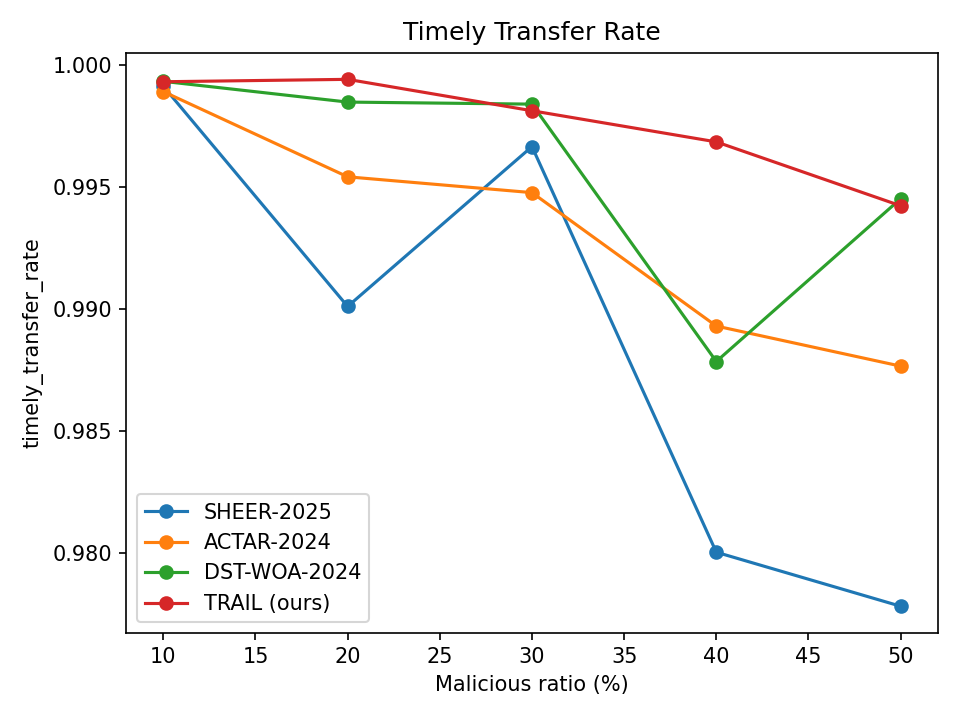 Timely Transfer Rate
timely_transfer_rate
1.000
0.995
0.990
0.985
0.980
SHEER-2025
ACTAR-2024
DST-WOA-2024
TRAIL (ours)
10 15 20 25 30 35 40 45 50
Malicious ratio (%)